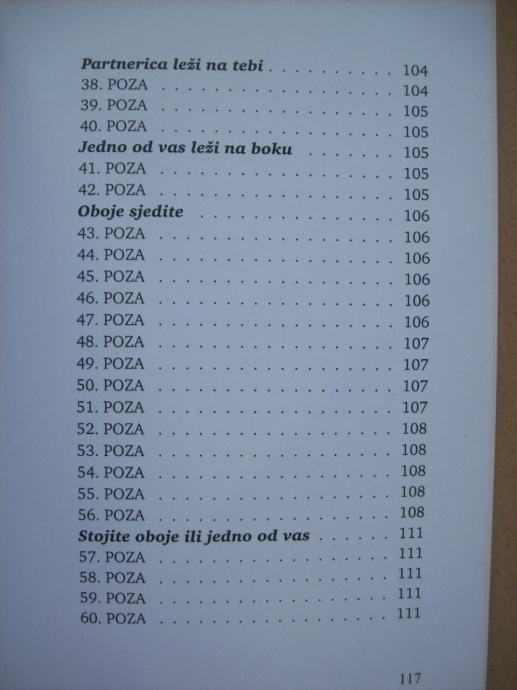 Partnerica leži na tebi . . . . . . . . . . 104
38. POZA . . . . . . . . . . . . . . . . . 104
39. POZA . . . . . . . . . . . . . . . . . 105
40. POZA . . . . . . . . . . . . . . . . . 105
Jedno od vas leži na boku . . . . . . . 105
41. POZA . . . . . . . . . . . . . . . . . 105
42. POZA . . . . . . . . . . . . . . . . . 105
Oboje sjedite . . . . . . . . . . . . . . 106
43. POZA . . . . . . . . . . . . . . . . . 106
44. POZA . . . . . . . . . . . . . . . . . 106
45. POZA . . . . . . . . . . . . . . . . . 106
46. POZA . . . . . . . . . . . . . . . . . 106
47. POZA . . . . . . . . . . . . . . . . . 106
48. POZA . . . . . . . . . . . . . . . . . 107
49. POZA . . . . . . . . . . . . . . . . . 107
50. POZA . . . . . . . . . . . . . . . . . 107
51. POZA . . . . . . . . . . . . . . . . . 107
52. POZA . . . . . . . . . . . . . . . . . 108
53. POZA . . . . . . . . . . . . . . . . . 108
54. POZA . . . . . . . . . . . . . . . . . 108
55. POZA . . . . . . . . . . . . . . . . . 108
56. POZA . . . . . . . . . . . . . . . . . 108
Stojite oboje ili jedno od vas . . . . . . 111
57. POZA . . . . . . . . . . . . . . . . . 111
58. POZA . . . . . . . . . . . . . . . . . 111
59. POZA . . . . . . . . . . . . . . . . . 111
60. POZA . . . . . . . . . . . . . . . . . 111
117